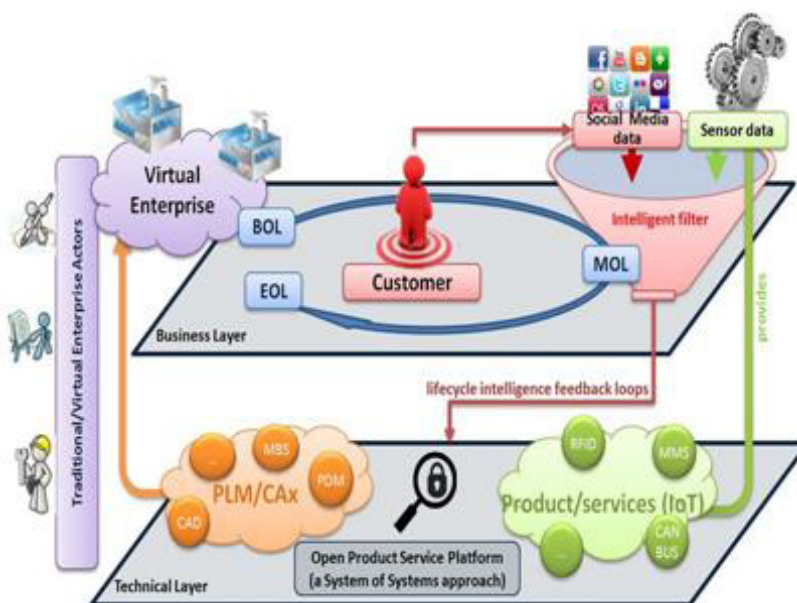 Social Media
data
Sensor data
Virtual
Enterprise
Intelligent filter
BOL
MOL
Customer
EOL
Business Layer
provides
Traditional/Virtual Enterprise Actors
lifecycle intelligence feedback loops
...
MBS
PDM
PLM/CAx
CAD
RFID
MMS
Product/services (IoT)
...
CAN
BUS
Open Product Service Platform
(a System of Systems approach)
Technical Layer